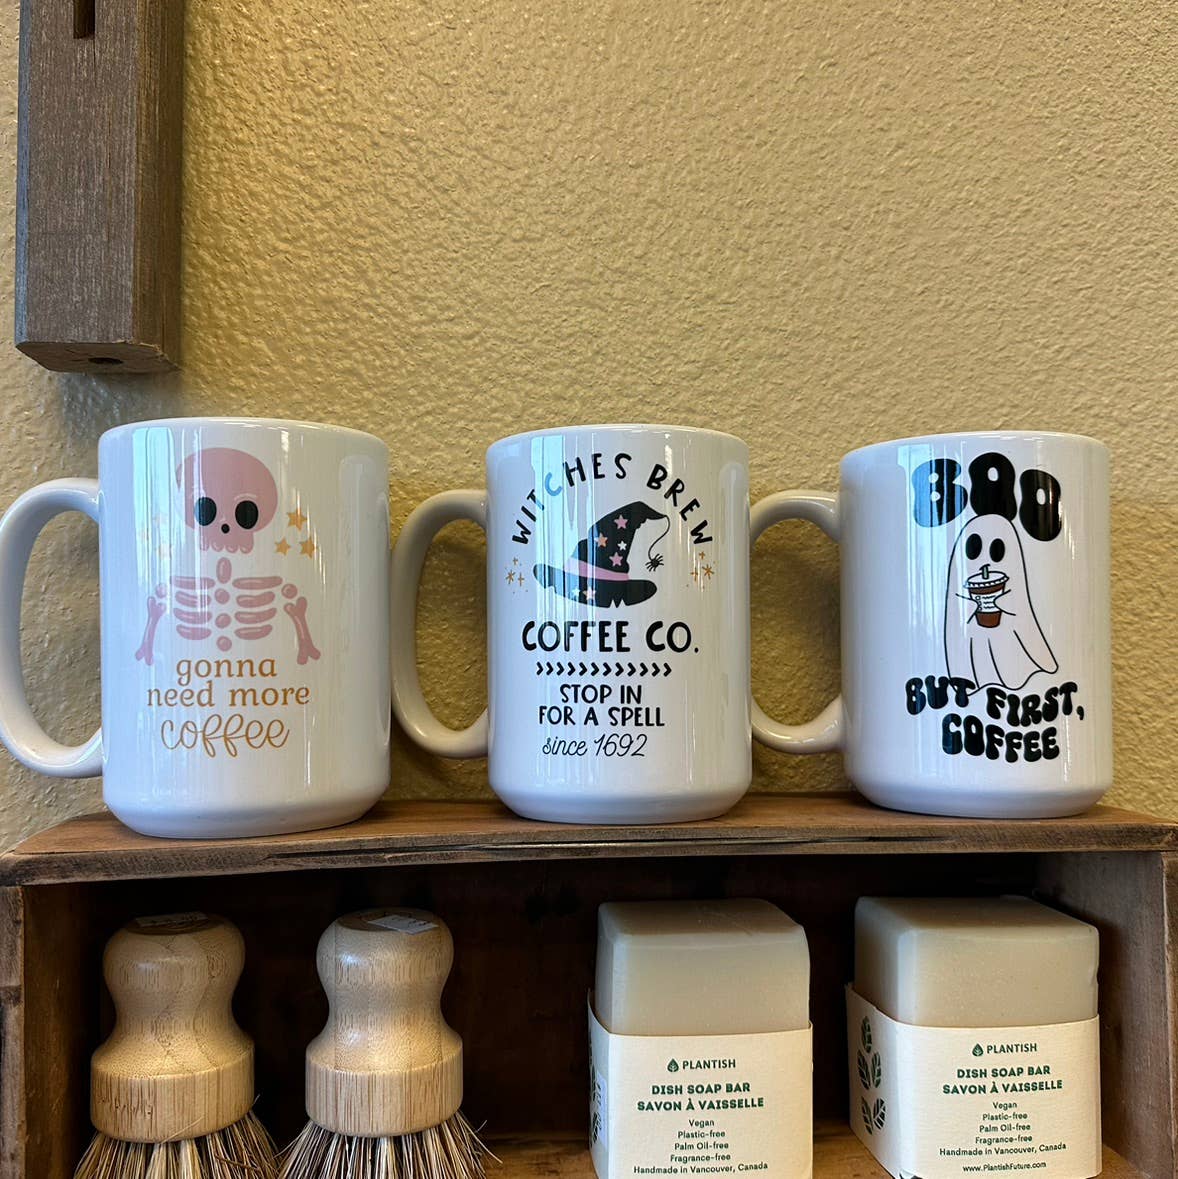 gonna
need more
coffee
WITCHES BREW
COFFEE CO.
STOP IN
FOR A SPELL
since 1692
BOO
BUT FIRST,
COFFEE
PLANTISH
DISH SOAP BAR
SAVON À VAISSELLE
Vegan
Plastic-free
Palm Oil-free
Fragrance-free
Handmade in Vancouver, Canada
PLANTISH
DISH SOAP BAR
SAVON À VAISSELLE
Vegan
Plastic-free
Palm Oil-free
Fragrance-free
Handmade in Vancouver, Canada
www.PlantishFuture.com